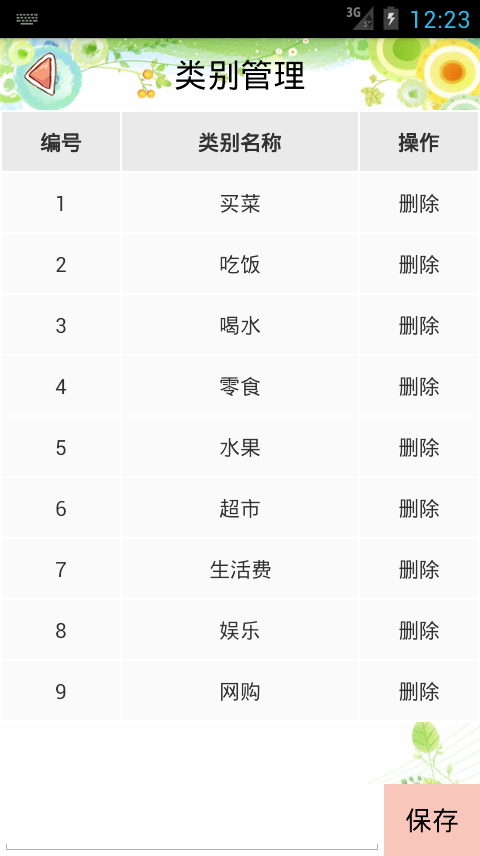 3G 12:23
类别管理
编号 类别名称 操作
1 买菜 删除
2 吃饭 删除
3 喝水 删除
4 零食 删除
5 水果 删除
6 超市 删除
7 生活费 删除
8 娱乐 删除
9 网购 删除
保存